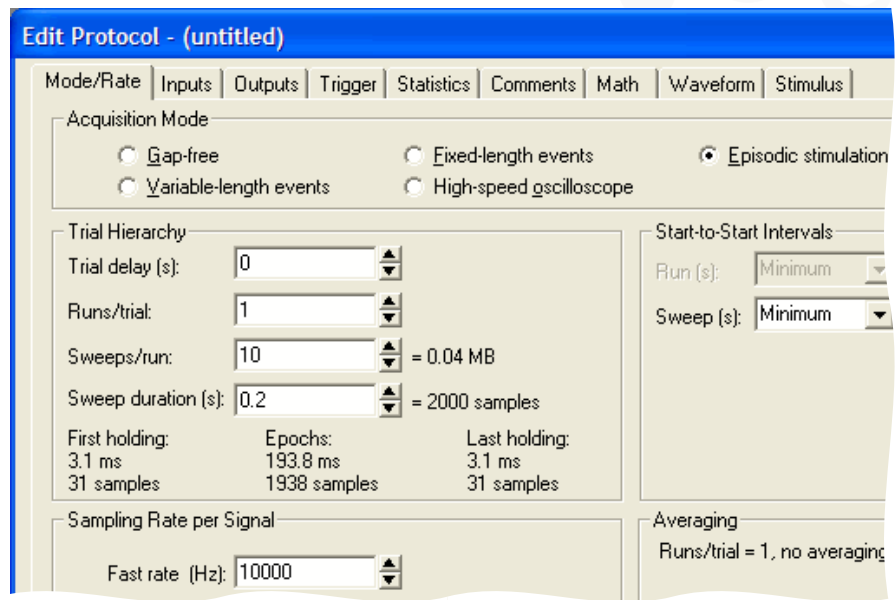 Edit Protocol - (untitled)
Mode/Rate Inputs Outputs Trigger Statistics Comments Math Waveform Stimulus
Acquisition Mode
Gap-free Fixed-length events Episodic stimulation
Variable-length events High-speed oscilloscope
Trial Hierarchy
Trial delay (s): 0
Runs/trial: 1
Sweeps/run: 10 = 0.04 MB
Sweep duration (s): 0.2 = 2000 samples
First holding: Epochs: Last holding:
3.1 ms 193.8 ms 3.1 ms
31 samples 1938 samples 31 samples
Start-to-Start Intervals
Run (s): Minimum
Sweep (s): Minimum
Sampling Rate per Signal
Fast rate (Hz): 10000
Averaging
Runs/trial = 1, no averaging